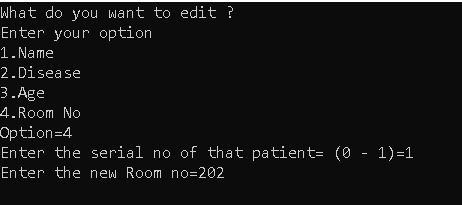 What do you want to edit ?
Enter your option
1.Name
2.Disease
3.Age
4.Room No
Option=4
Enter the serial no of that patient= (0 - 1)=1
Enter the new Room no=202